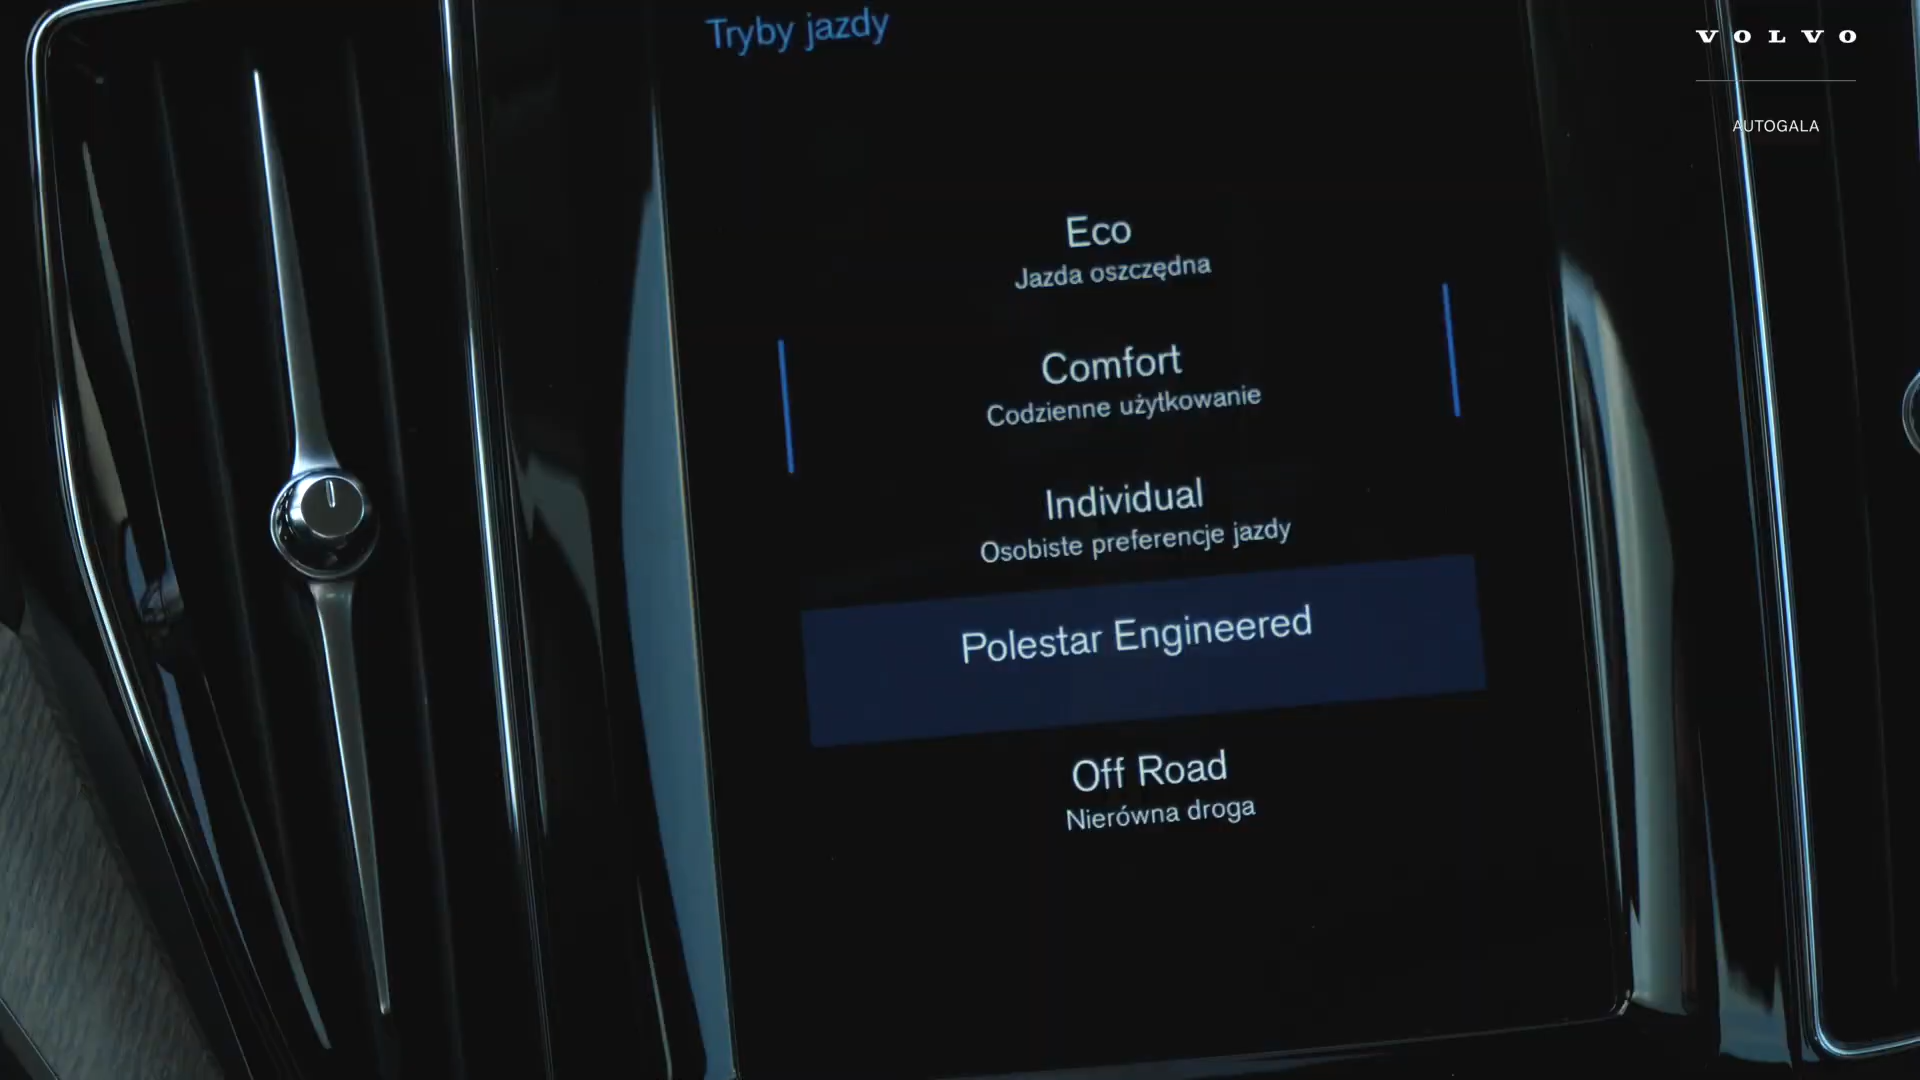 Tryby jazdy
VOLVO
AUTOGALA
Eco
Jazda oszczędna
Comfort
Codzienne użytkowanie
Individual
Osobiste preferencje jazdy
Polestar Engineered
Off Road
Nierówna droga